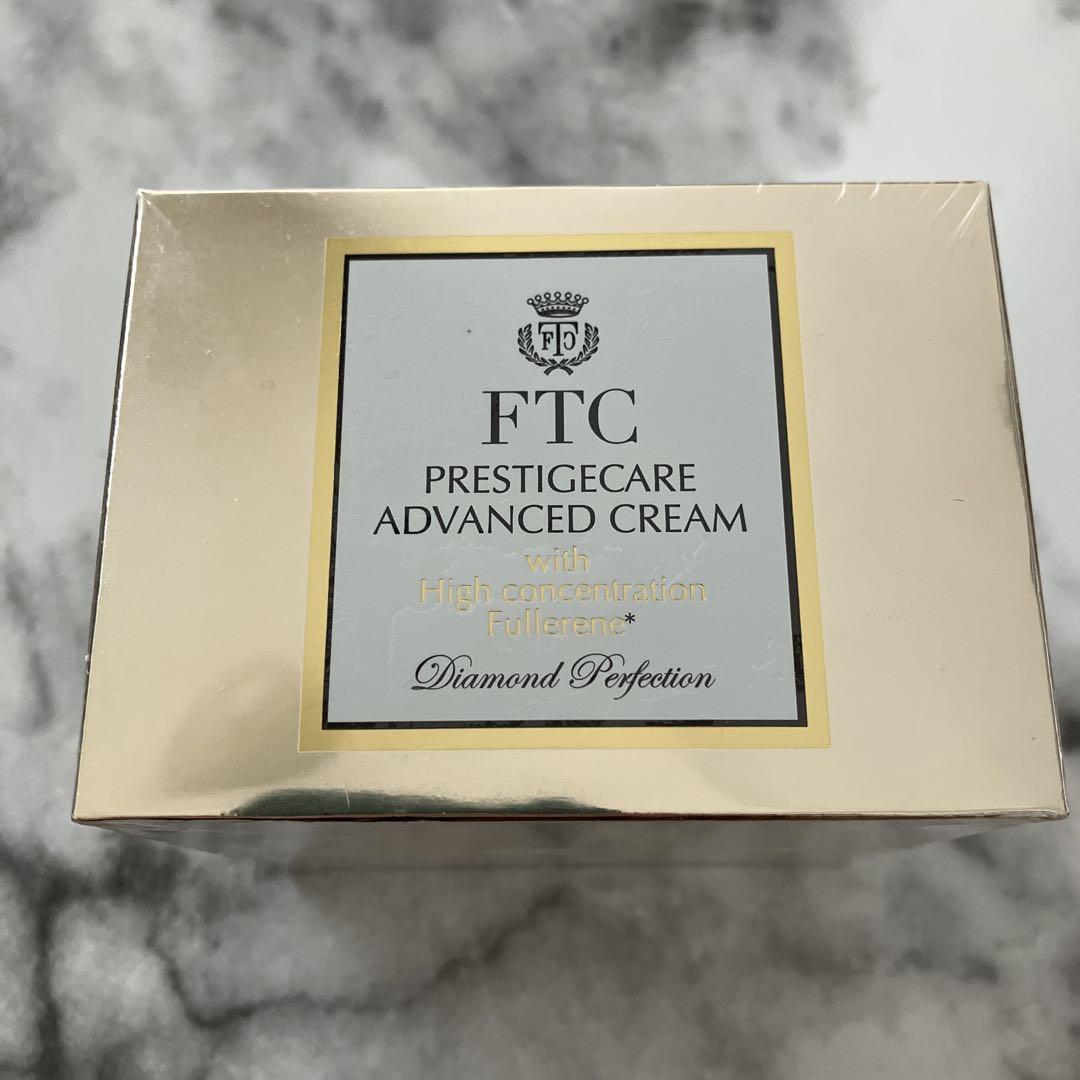 FTC
FTC
PRESTIGECARE
ADVANCED CREAM
with
High concentration
Fullerene*
Diamond Perfection